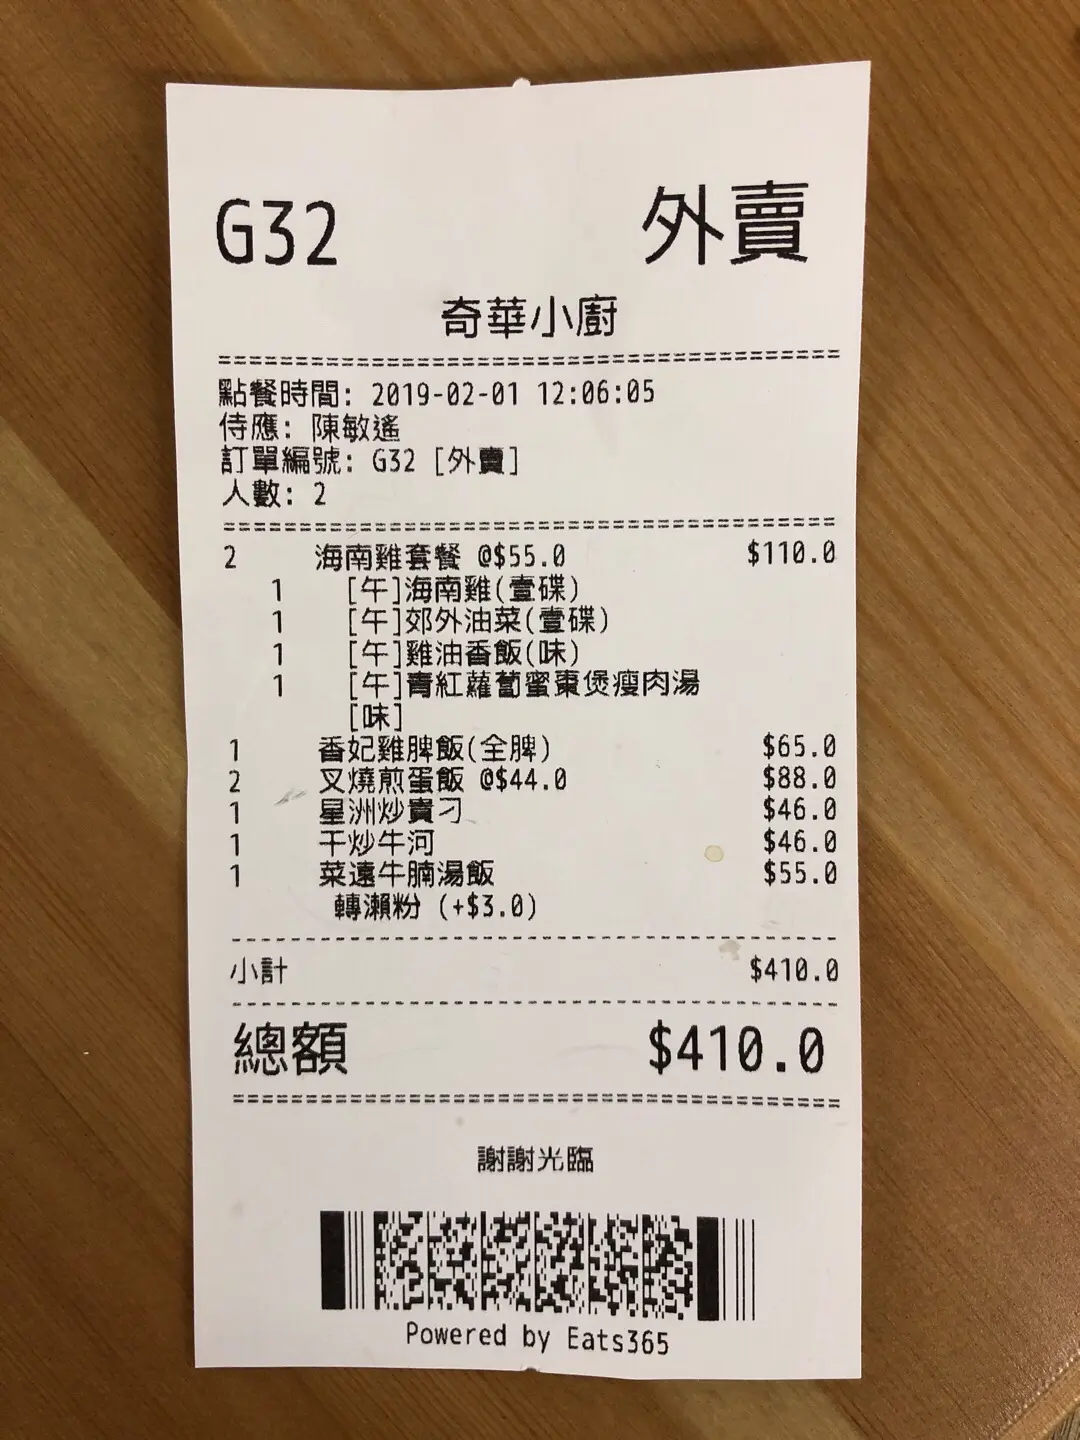 G32 外賣
奇華小廚
點餐時間: 2019-02-01 12:06:05
侍應: 陳敏遙
訂單編號: G32 [外賣]
人數: 2
2 海南雞套餐 @$55.0 $110.0
1 [午]海南雞(壹碟)
1 [午]郊外油菜(壹碟)
1 [午]雞油香飯(味)
1 [午]青紅蘿蔔蜜棗煲瘦肉湯
[味]
1 香妃雞脾飯(全脾) $65.0
2 叉燒煎蛋飯 @$44.0 $88.0
1 星洲炒貴刁 $46.0
1 干炒牛河 $46.0
1 菜遠牛腩湯飯 $55.0
轉瀨粉 (+$3.0)
小計 $410.0
總額 $410.0
謝謝光臨
Powered by Eats365